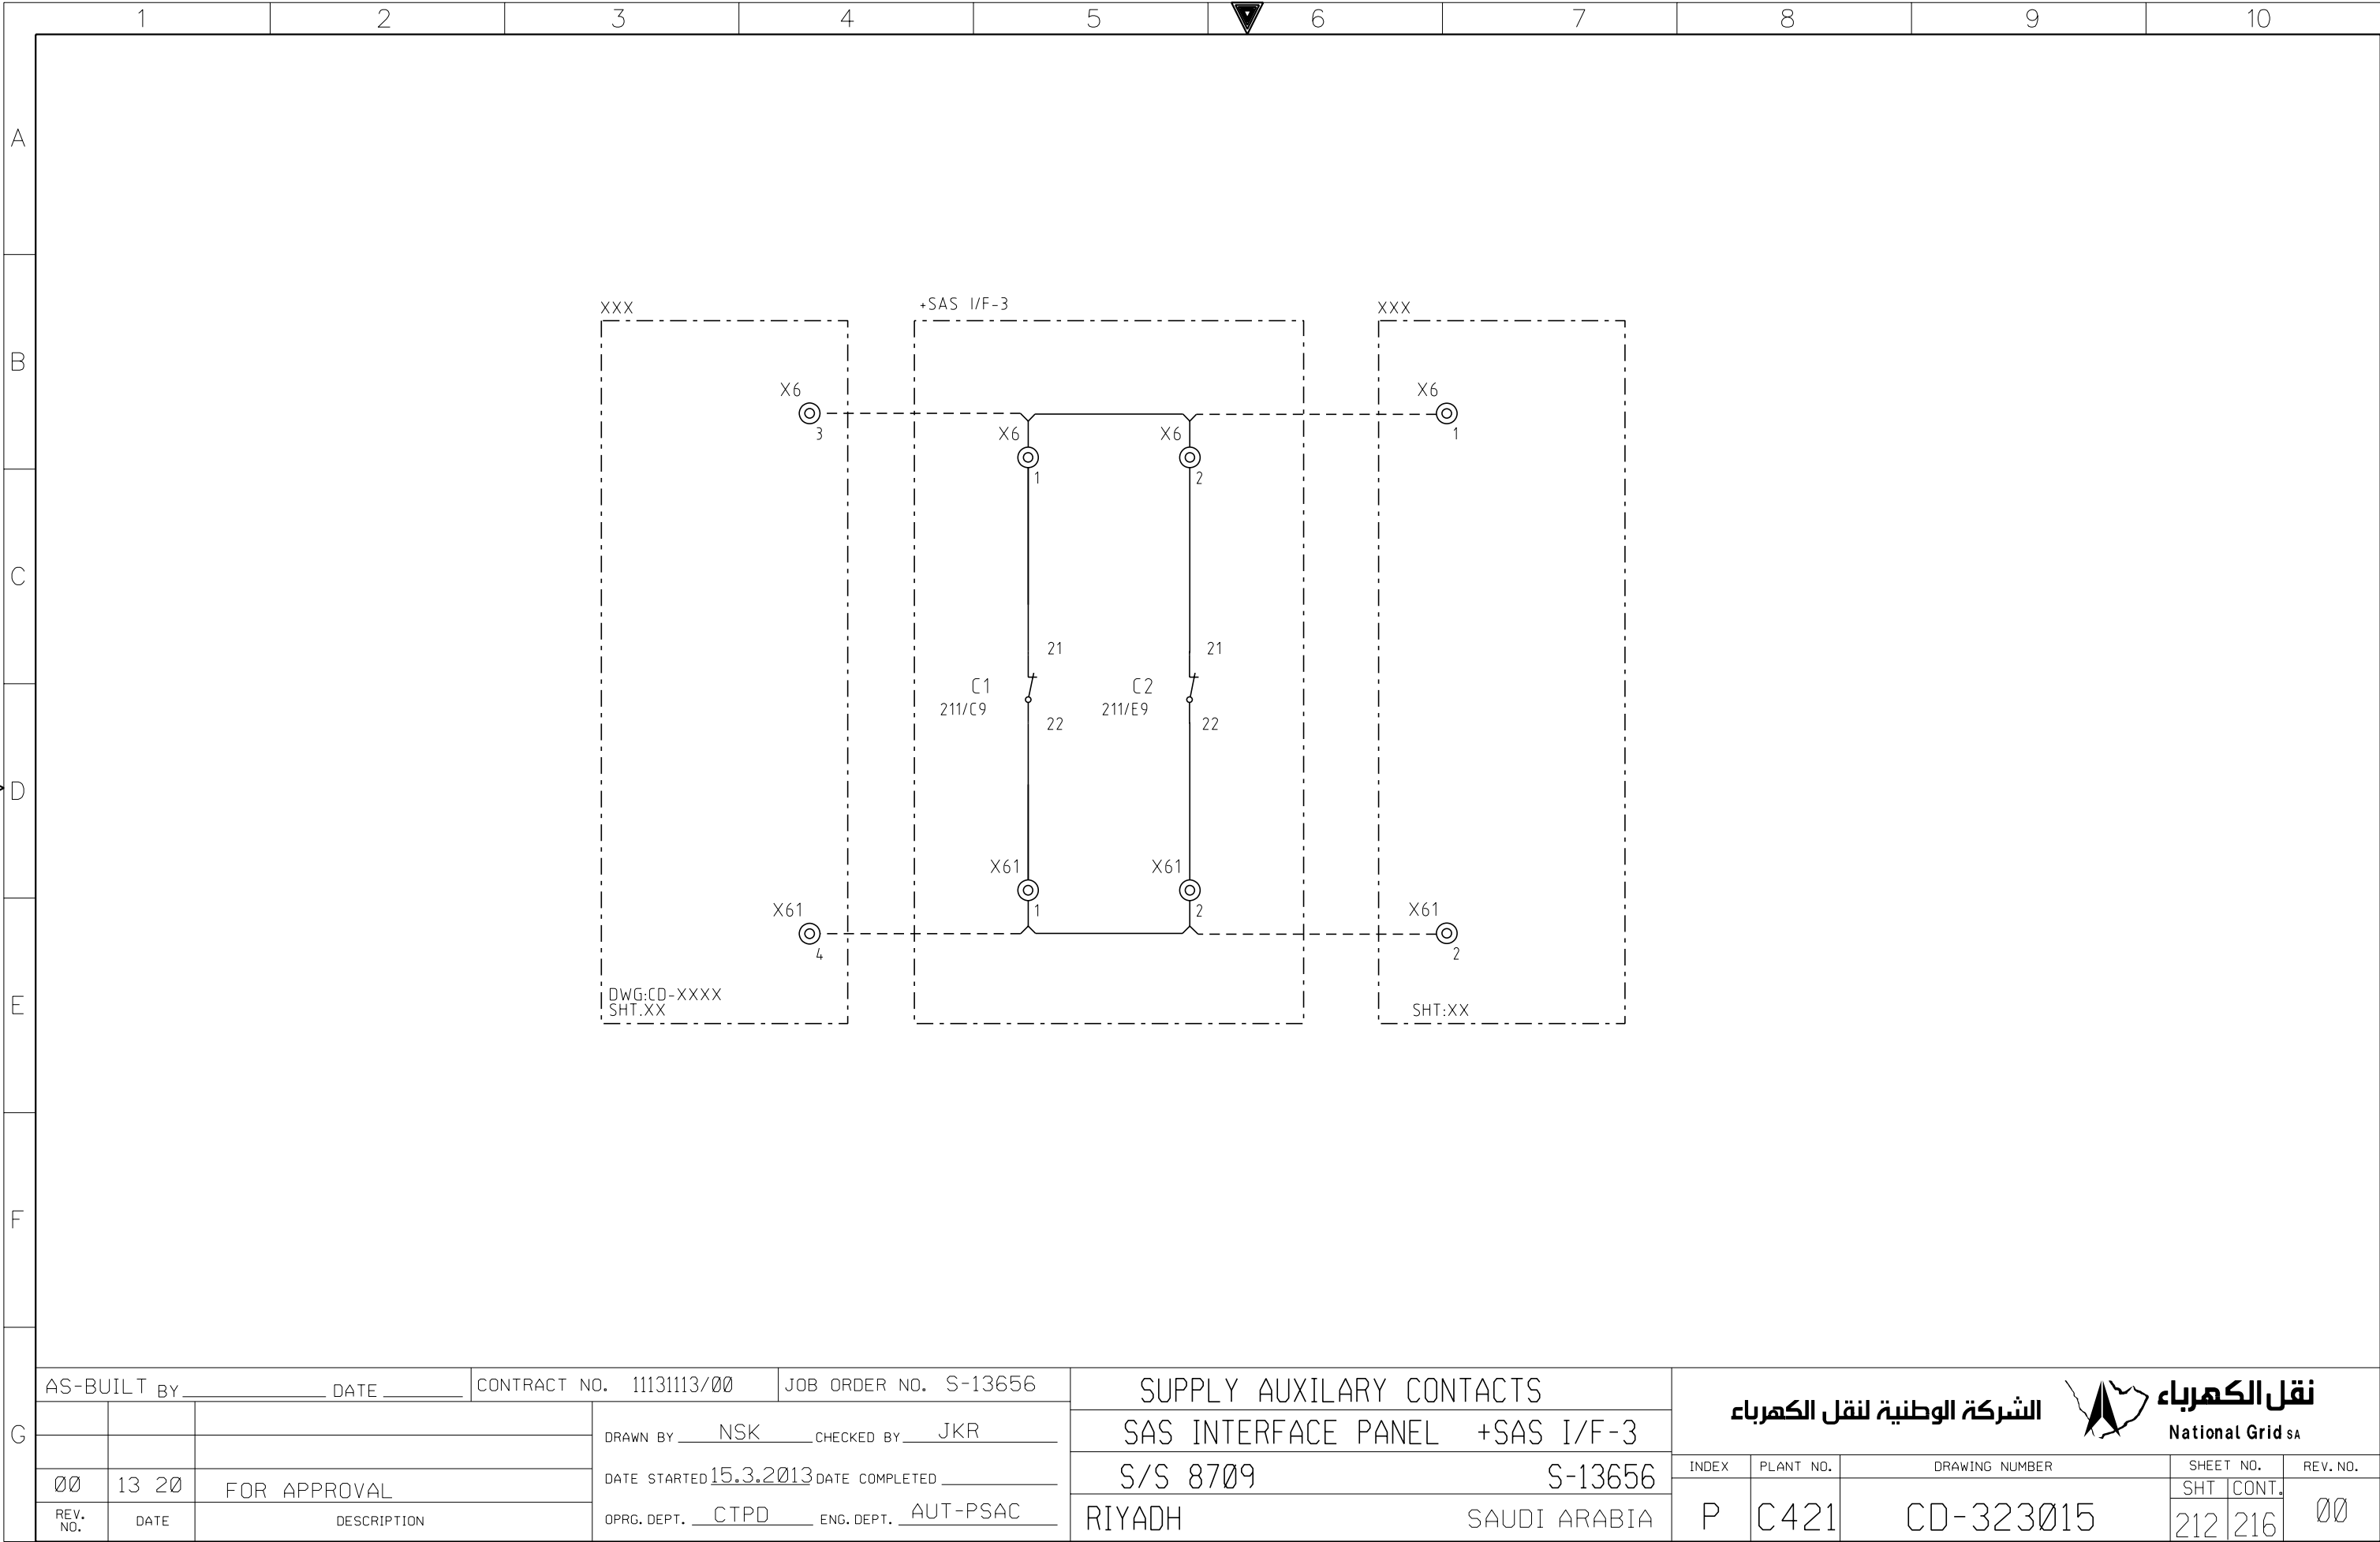 1 2 3 4 5 6 7 8 9 10
A
B
C
D
E
F
G
XXX
+SAS I/F-3
XXX
X6
3
X6
1
X6
2
X6
1
21
21
C1
211/C9
C2
211/E9
22
22
X61
1
X61
2
X61
4
X61
2
DWG:CD-XXXX
SHT.XX
SHT:XX
AS-BUILT BY DATE
CONTRACT NO. 11131113/00
JOB ORDER NO. S-13656
00 13 20 FOR APPROVAL
REV. NO. DATE DESCRIPTION
DRAWN BY NSK CHECKED BY JKR
DATE STARTED 15.3.2013 DATE COMPLETED
OPRG. DEPT. CTPD ENG. DEPT. AUT-PSAC
SUPPLY AUXILARY CONTACTS
SAS INTERFACE PANEL +SAS I/F-3
S/S 8709 S-13656
RIYADH SAUDI ARABIA
الشركة الوطنية لنقل الكهرباء
نقل الكهرباء
National Grid SA
INDEX PLANT NO. DRAWING NUMBER SHEET NO. REV. NO.
SHT CONT.
P C421 CD-323015 212 216 00